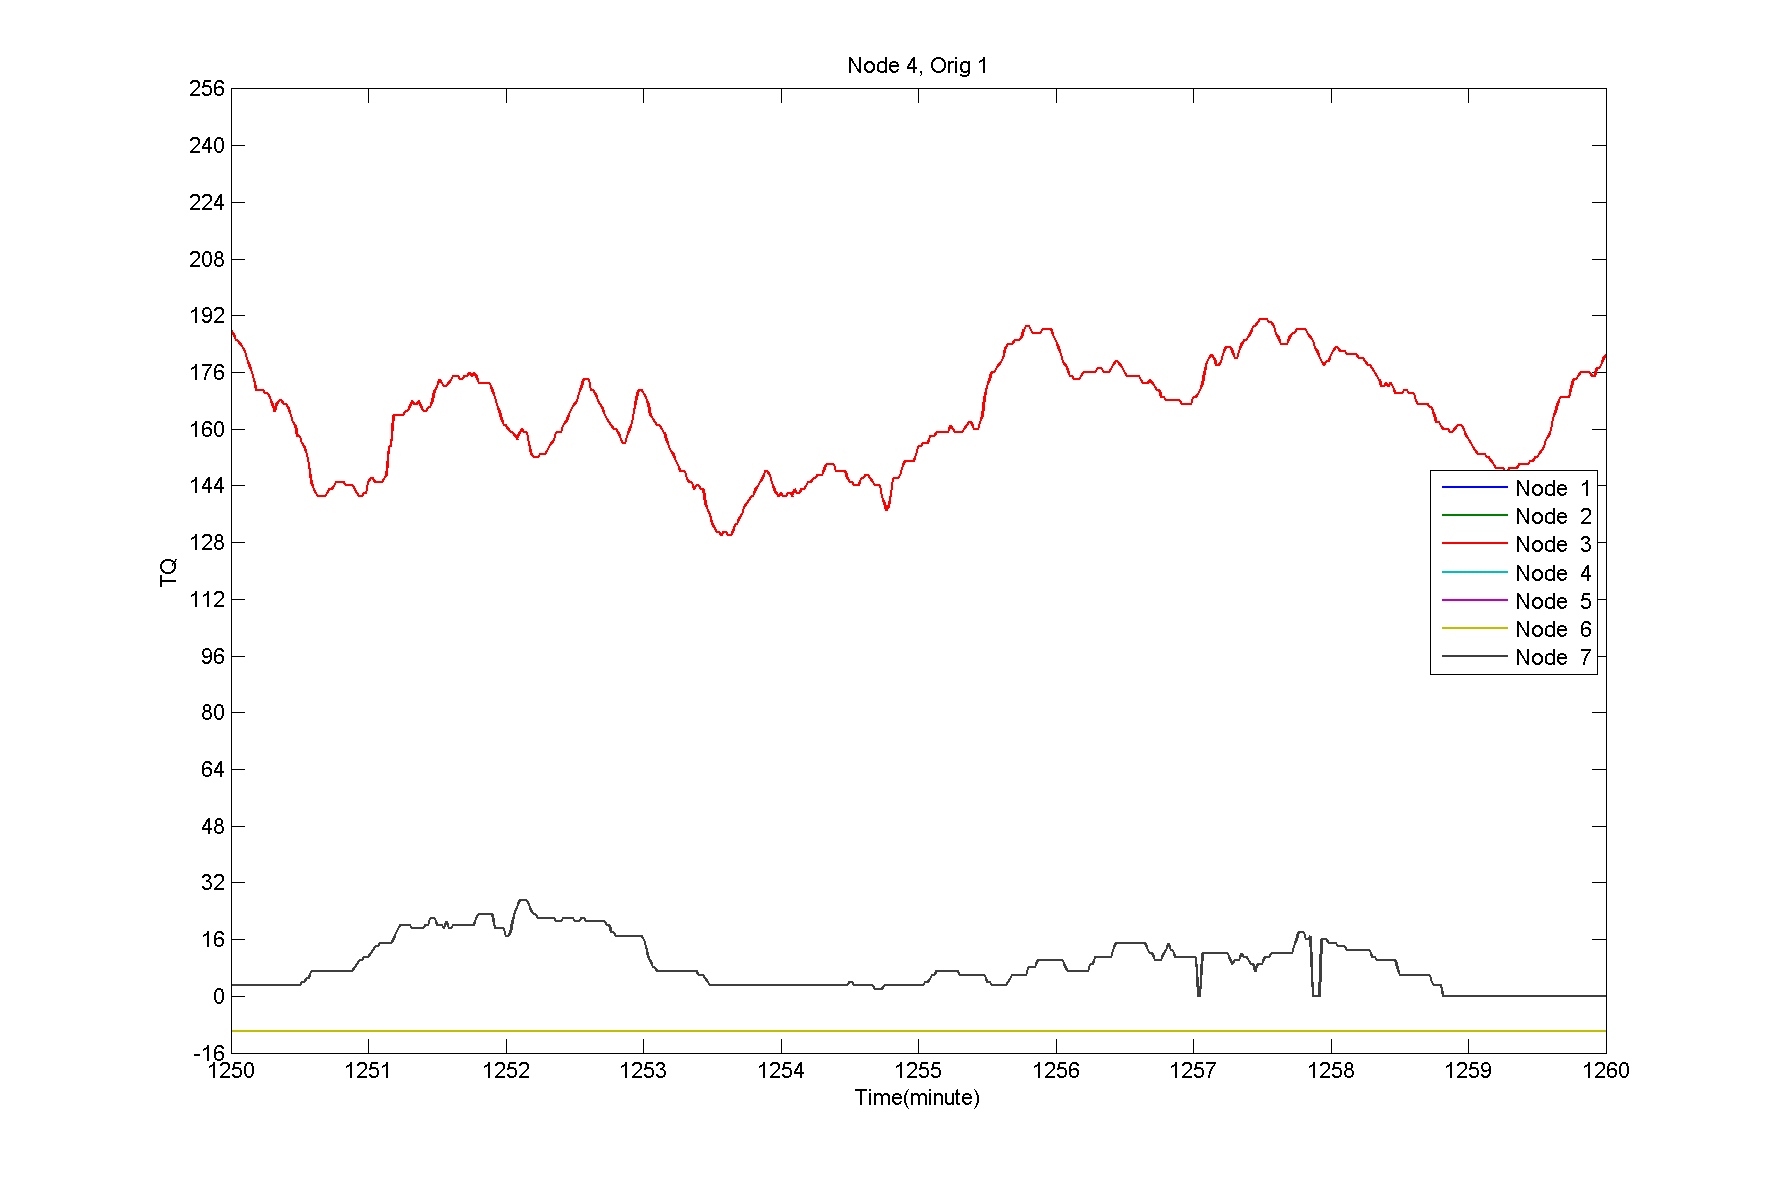 Node 4, Orig 1
256
240
224
208
192
176
160
144
128
112
96
80
64
48
32
16
0
-16
TQ
Node 1
Node 2
Node 3
Node 4
Node 5
Node 6
Node 7
1250 1251 1252 1253 1254 1255 1256 1257 1258 1259 1260
Time(minute)